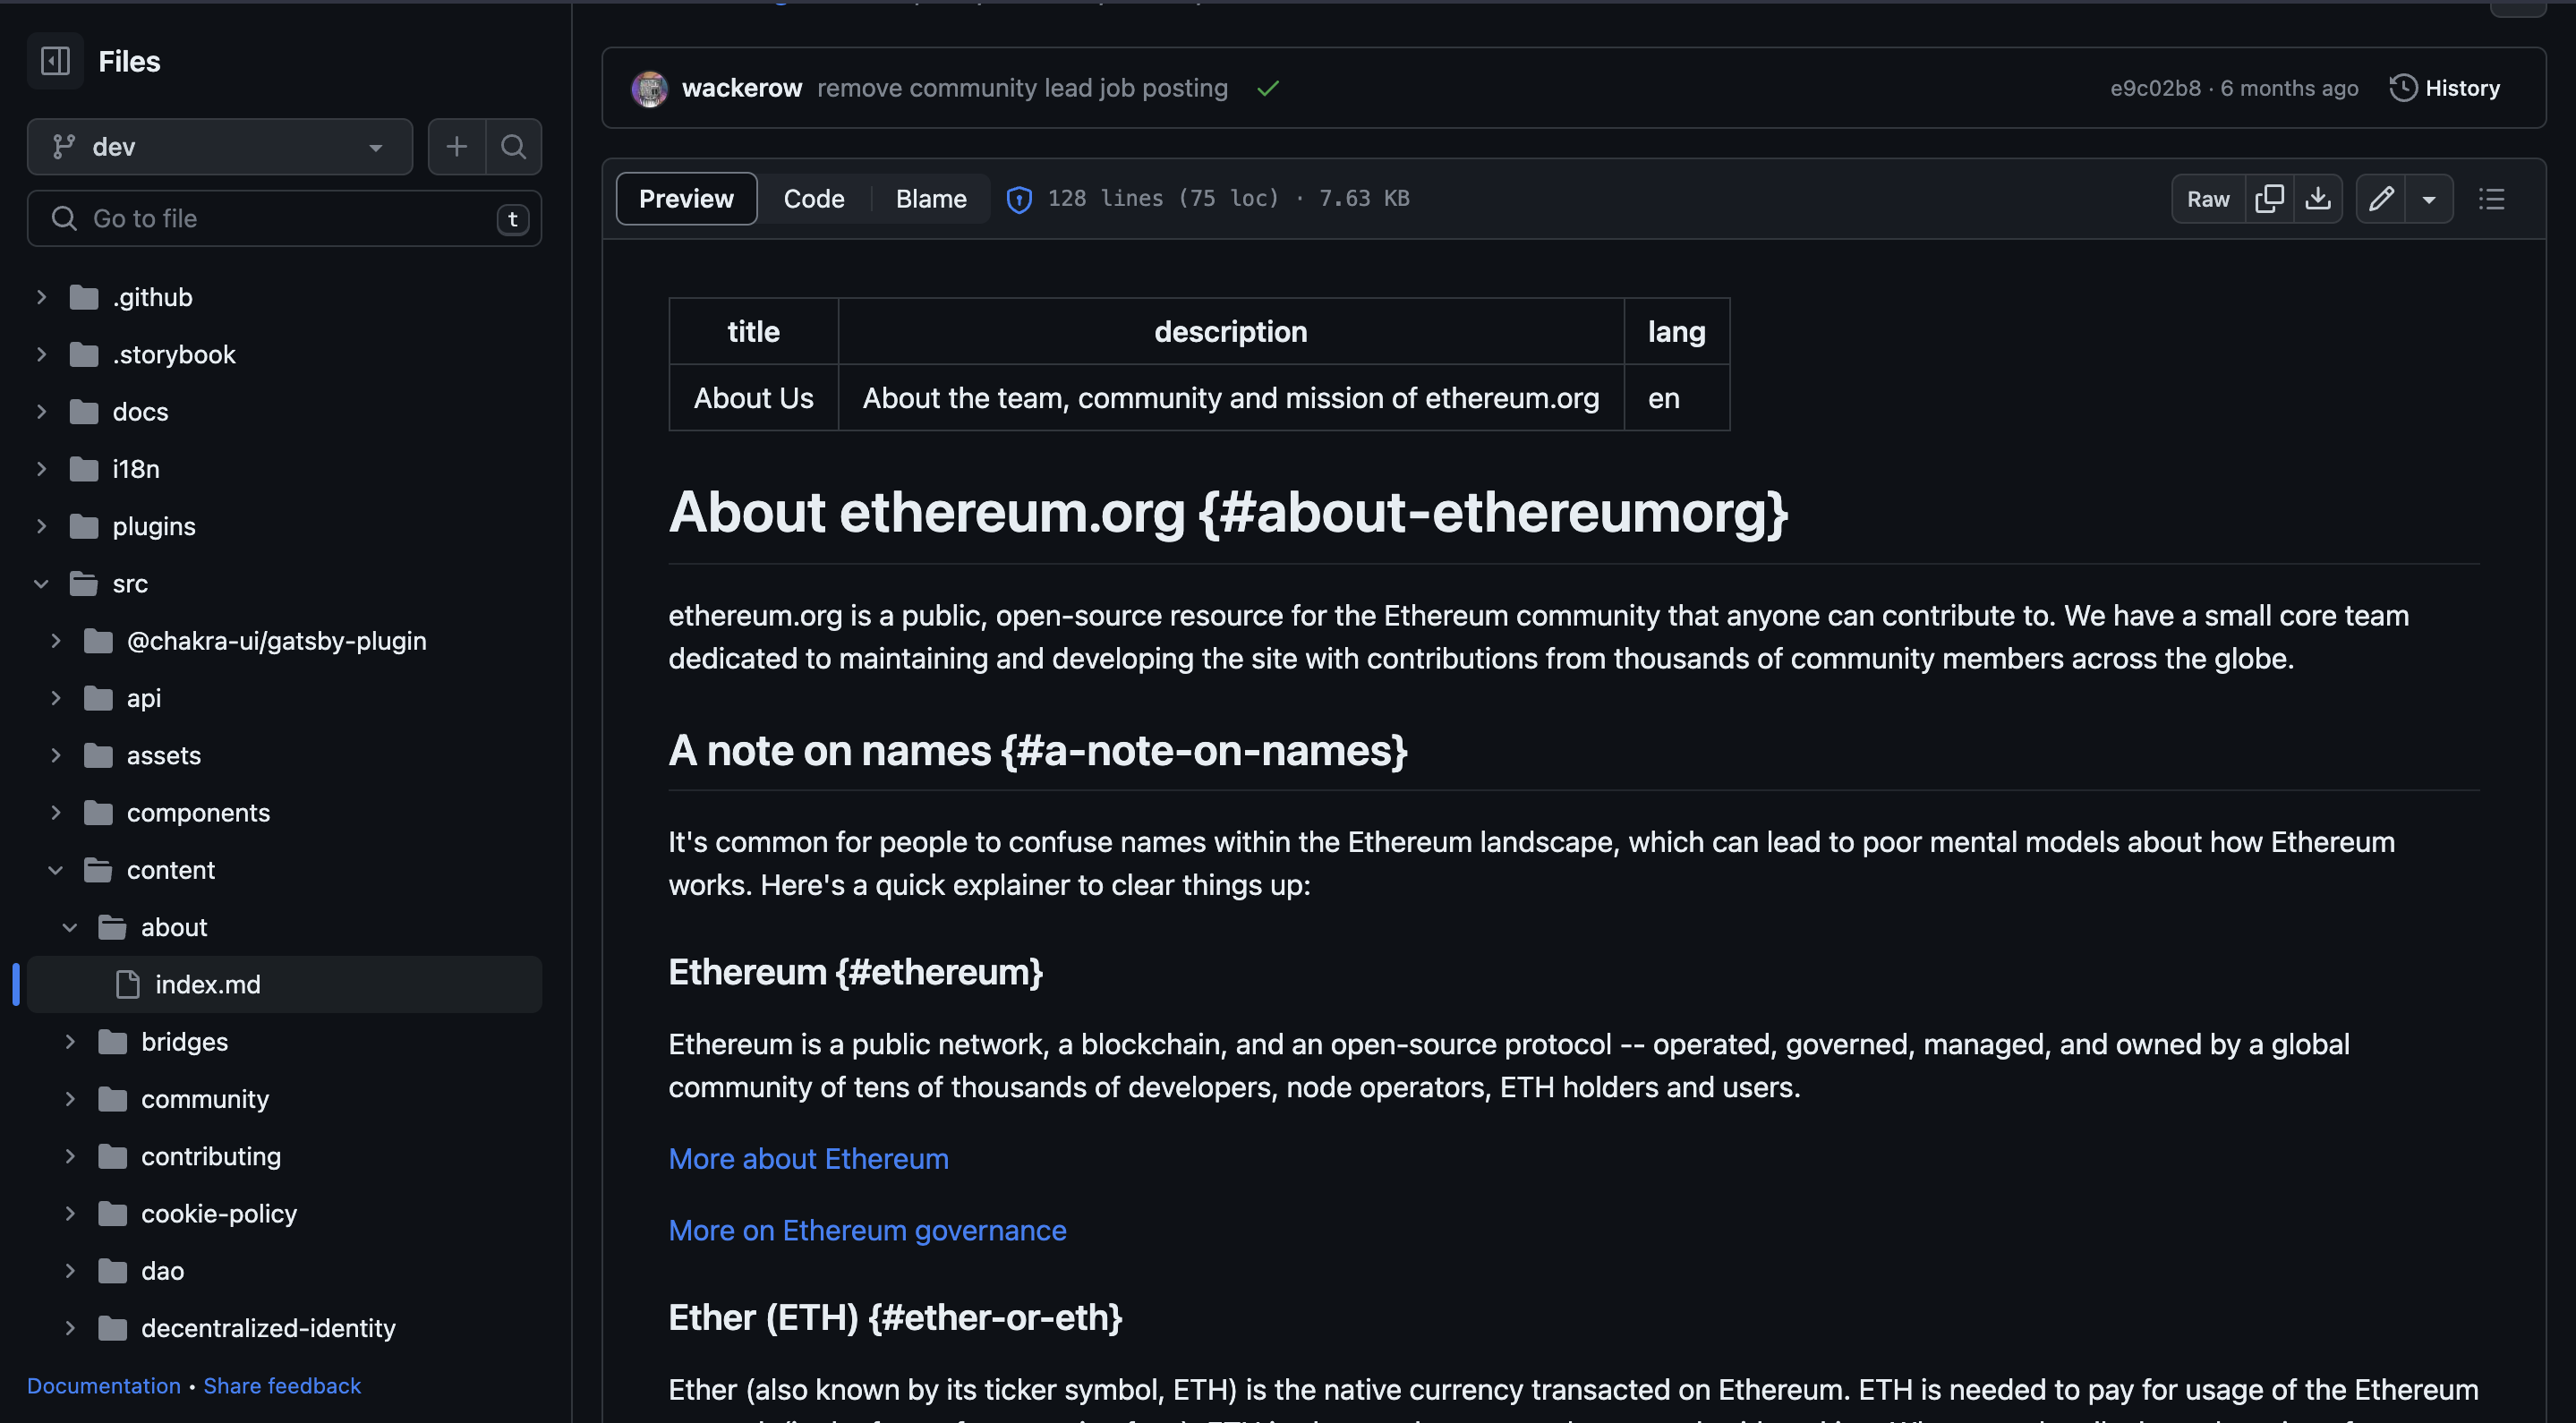 Files
dev
Go to file
t
.github
.storybook
docs
i18n
plugins
src
@chakra-ui/gatsby-plugin
api
assets
components
content
about
index.md
bridges
community
contributing
cookie-policy
dao
decentralized-identity
Documentation • Share feedback
wackerow remove community lead job posting
e9c02b8 · 6 months ago
History
Preview
Code
Blame
128 lines (75 loc) · 7.63 KB
Raw
title description lang
About Us About the team, community and mission of ethereum.org en
About ethereum.org {#about-ethereumorg}
ethereum.org is a public, open-source resource for the Ethereum community that anyone can contribute to. We have a small core team
dedicated to maintaining and developing the site with contributions from thousands of community members across the globe.
A note on names {#a-note-on-names}
It's common for people to confuse names within the Ethereum landscape, which can lead to poor mental models about how Ethereum
works. Here's a quick explainer to clear things up:
Ethereum {#ethereum}
Ethereum is a public network, a blockchain, and an open-source protocol -- operated, governed, managed, and owned by a global
community of tens of thousands of developers, node operators, ETH holders and users.
More about Ethereum
More on Ethereum governance
Ether (ETH) {#ether-or-eth}
Ether (also known by its ticker symbol, ETH) is the native currency transacted on Ethereum. ETH is needed to pay for usage of the Ethereum